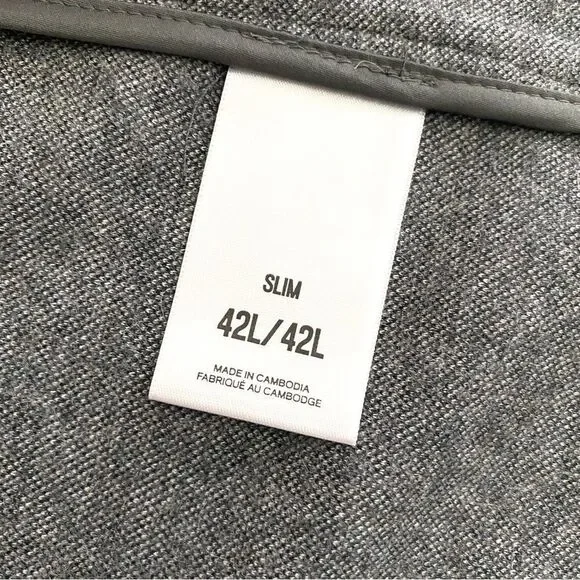 SLIM
42L/42L
MADE IN CAMBODIA
FABRIQUÉ AU CAMBODGE